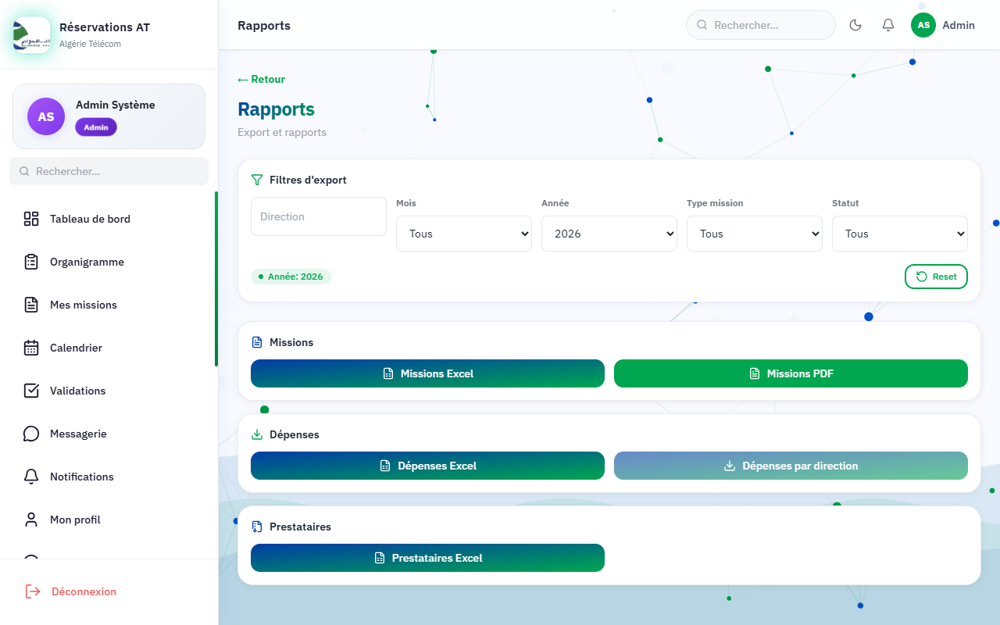 Réservations AT
Algérie Télécom
AS
Admin Système
Admin
Rechercher...
Tableau de bord
Organigramme
Mes missions
Calendrier
Validations
Messagerie
Notifications
Mon profil
Déconnexion
Rapports
Rechercher...
AS
Admin
← Retour
Rapports
Export et rapports
Filtres d'export
Direction
Mois
Tous
Année
2026
Type mission
Tous
Statut
Tous
Année: 2026
Reset
Missions
Missions Excel
Missions PDF
Dépenses
Dépenses Excel
Dépenses par direction
Prestataires
Prestataires Excel